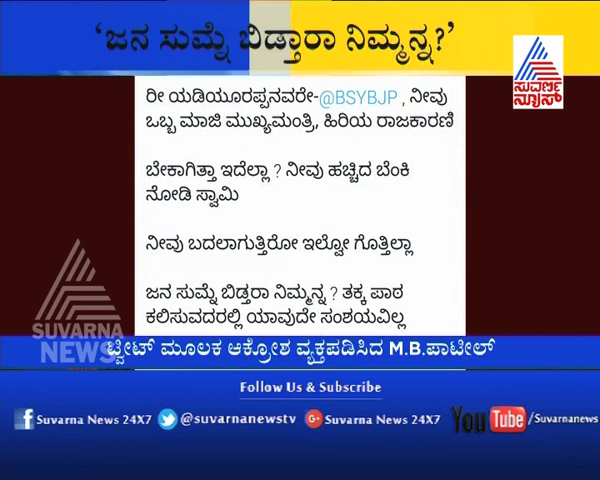 ‘ಜನ ಸುಮ್ನೆ ಬಿಡ್ತಾರಾ ನಿಮ್ಮನ್ನ?’
ಸುವರ್ಣ
ನ್ಯೂಸ್
ರೀ ಯಡಿಯೂರಪ್ಪನವರೇ-@BSYBJP , ನೀವು
ಒಬ್ಬ ಮಾಜಿ ಮುಖ್ಯಮಂತ್ರಿ, ಹಿರಿಯ ರಾಜಕಾರಣಿ
ಬೇಕಾಗಿತ್ತಾ ಇದೆಲ್ಲಾ ? ನೀವು ಹಚ್ಚಿದ ಬೆಂಕಿ
ನೋಡಿ ಸ್ವಾಮಿ
ನೀವು ಬದಲಾಗುತ್ತಿರೋ ಇಲ್ವೋ ಗೊತ್ತಿಲ್ಲಾ
ಜನ ಸುಮ್ನೆ ಬಿಡ್ತರಾ ನಿಮ್ಮನ್ನ ? ತಕ್ಕ ಪಾಠ
ಕಲಿಸುವದರಲ್ಲಿ ಯಾವುದೇ ಸಂಶಯವಿಲ್ಲ
SUVARNA
NEWS
ಟ್ವೀಟ್ ಮೂಲಕ ಆಕ್ರೋಶ ವ್ಯಕ್ತಪಡಿಸಿದ M.B.ಪಾಟೀಲ್
Follow Us & Subscribe
f Suvarna News 24X7 @suvarnanewstv G+ Suvarna News 24X7 YouTube /Suvarnanews